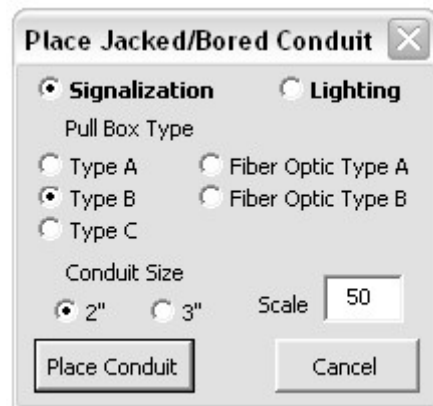 Place Jacked/Bored Conduit
Signalization Lighting
Pull Box Type
Type A Fiber Optic Type A
Type B Fiber Optic Type B
Type C
Conduit Size
2" 3" Scale 50
Place Conduit Cancel